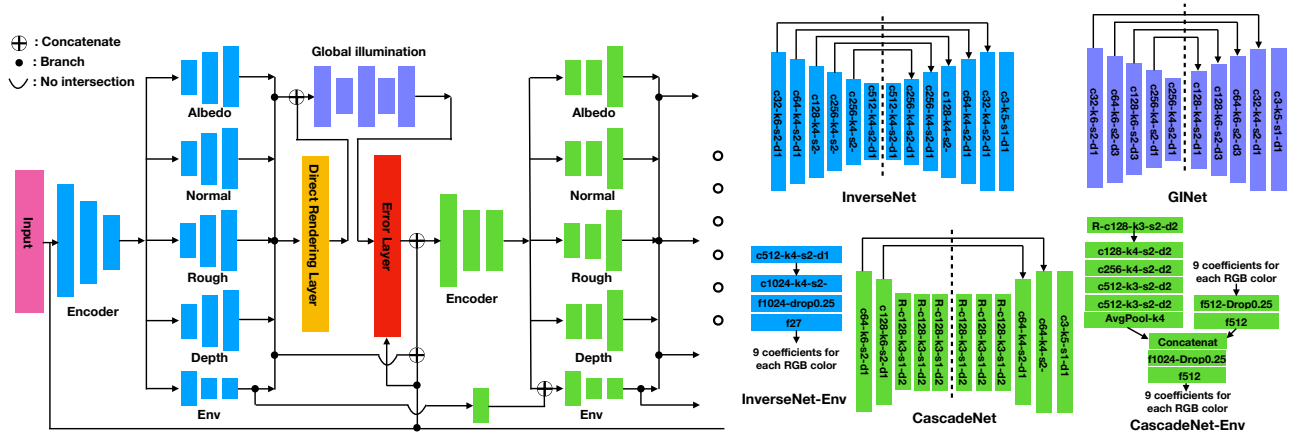 : Concatenate
: Branch
: No intersection
Global illumination
Input
Encoder
Albedo
Normal
Rough
Depth
Env
Direct Rendering Layer
Error Layer
Encoder
Albedo
Normal
Rough
Depth
Env
c32-k6-s2-d1
c64-k4-s2-d1
c128-k4-s2-
c256-k4-s2-
c256-k4-s2-
c512-k4-s2-d1
c512-k4-s2-d1
c256-k4-s2-d1
c256-k4-s2-d1
c128-k4-s2-d1
c64-k4-s2-d1
c32-k4-s2-d1
c3-k5-s1-d1
InverseNet
c32-k6-s2-d1
c64-k6-s2-d3
c128-k6-s2-d3
c256-k4-s2-d1
c256-k4-s2-d1
c128-k4-s2-d1
c128-k6-s2-d3
c64-k6-s2-d3
c32-k6-s2-d1
c3-k5-s1-d1
GINet
c512-k4-s2-d1
c1024-k4-s2-
f1024-drop0.25
f27
9 coefficients for
each RGB color
InverseNet-Env
c64-k6-s2-d1
c128-k6-s2-d1
R-c128-k3-s1-d2
R-c128-k3-s1-d2
R-c128-k3-s1-d2
R-c128-k3-s1-d2
R-c128-k3-s1-d2
R-c128-k3-s1-d2
c64-k4-s2-d1
c64-k4-s2-
c3-k5-s1-d1
CascadeNet
R-c128-k3-s2-d2
c128-k4-s2-d2
c256-k4-s2-d2
c512-k3-s2-d2
c512-k3-s2-d2
AvgPool-k4
9 coefficients for
each RGB color
f512-Drop0.25
f512
Concatenat
f1024-Drop0.25
f512
9 coefficients for
each RGB color
CascadeNet-Env